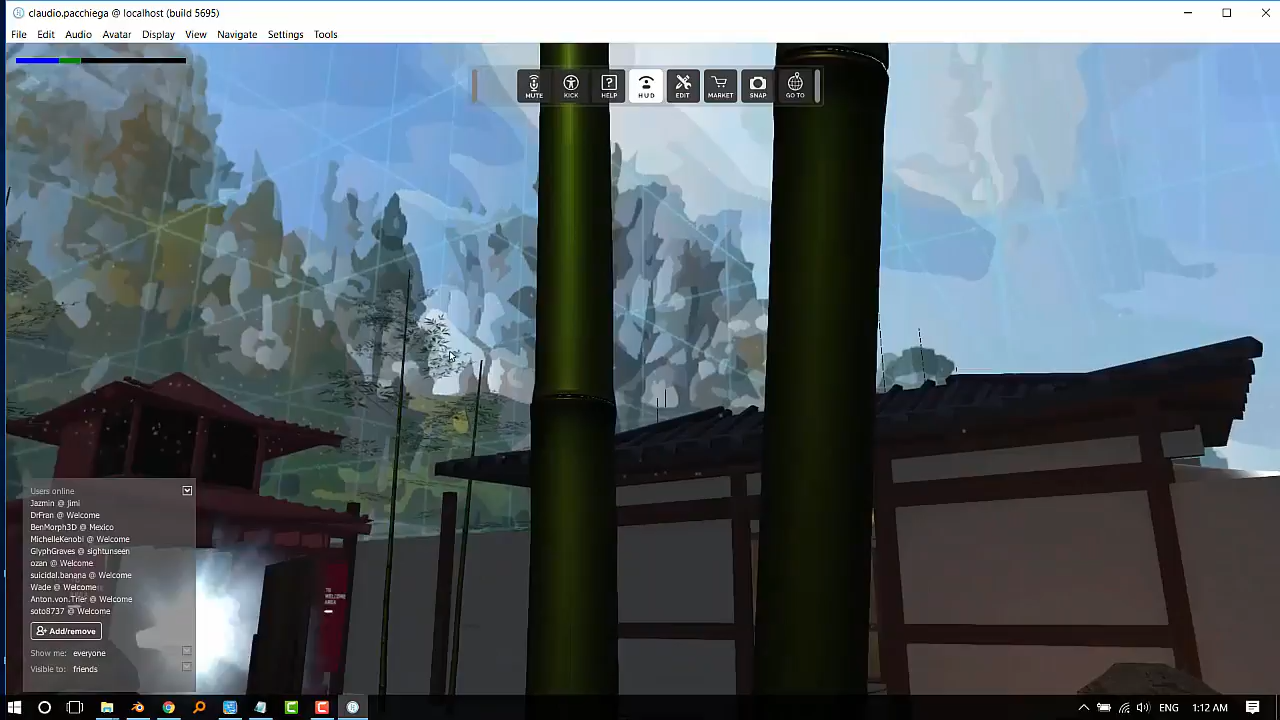 claudio.pacchiega @ localhost (build 5695)
File Edit Audio Avatar Display View Navigate Settings Tools
MUTE KICK HELP HUD EDIT MARKET SNAP GO TO
Users online
Jazmin @ jimi
DrFran @ Welcome
BenMorph3D @ Mexico
MichelleKenobi @ Welcome
GlyphGraves @ sightunseen
ozan @ Welcome
suicidal.banana @ Welcome
Wade @ Welcome
Anton.von.Trier @ Welcome
soto8737 @ Welcome
TO
WELCOME
AREA
Add/remove
Show me: everyone
Visible to: friends
ENG 1:12 AM